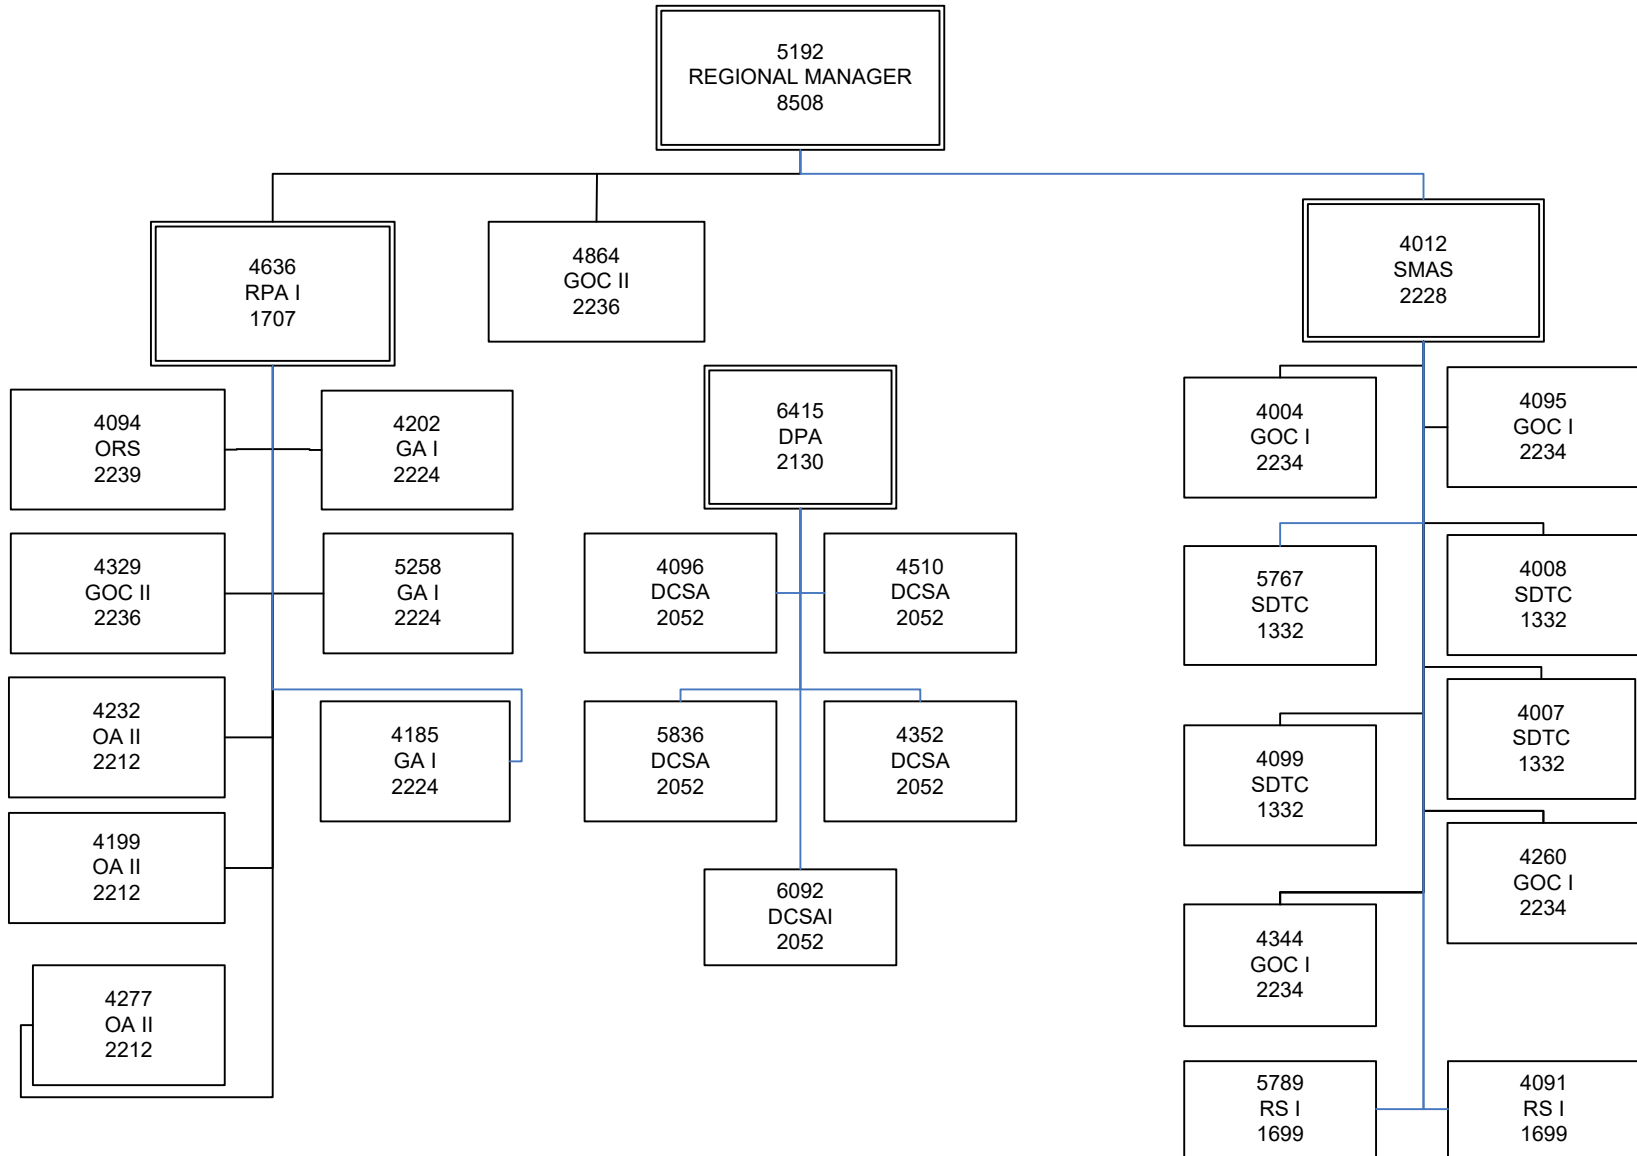 5192
REGIONAL MANAGER
8508
4636
RPA I
1707
4864
GOC II
2236
4012
SMAS
2228
4094
ORS
2239
4202
GA I
2224
6415
DPA
2130
4004
GOC I
2234
4095
GOC I
2234
4329
GOC II
2236
5258
GA I
2224
4096
DCSA
2052
4510
DCSA
2052
5767
SDTC
1332
4008
SDTC
1332
4232
OA II
2212
4185
GA I
2224
5836
DCSA
2052
4352
DCSA
2052
4099
SDTC
1332
4007
SDTC
1332
4199
OA II
2212
6092
DCSAI
2052
4260
GOC I
2234
4344
GOC I
2234
4277
OA II
2212
5789
RS I
1699
4091
RS I
1699